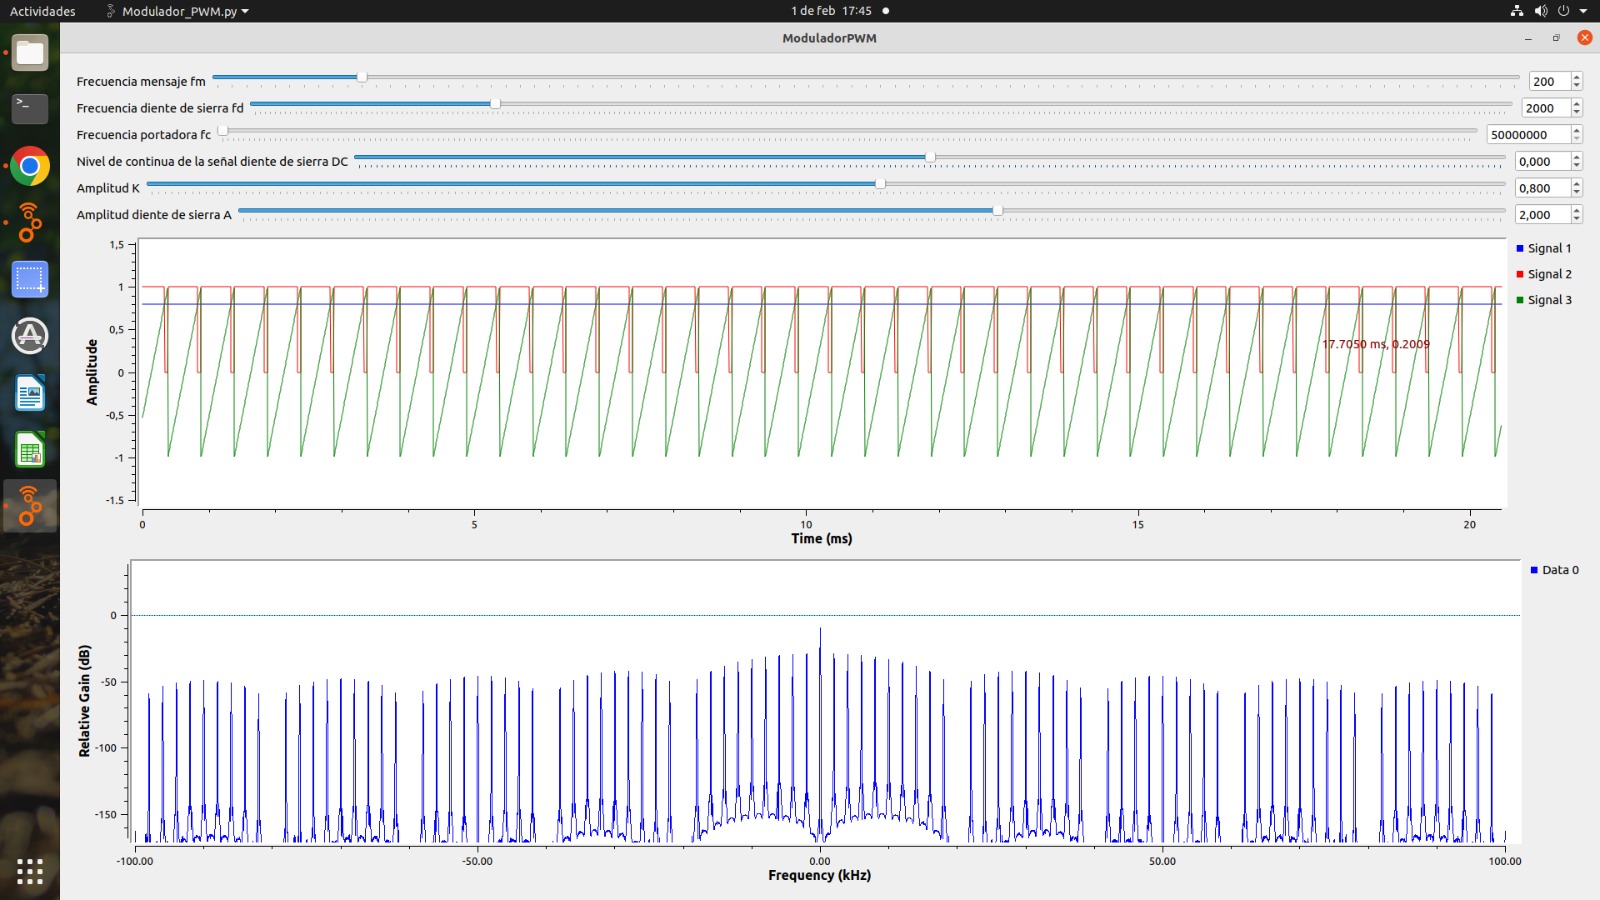 Actividades
Modulador_PWM.py
1 de feb 17:45
ModuladorPWM
Frecuencia mensaje fm
200
Frecuencia diente de sierra fd
2000
Frecuencia portadora fc
50000000
Nivel de continua de la señal diente de sierra DC
0,000
Amplitud K
0,800
Amplitud diente de sierra A
2,000
1,5
1
0,5
0
-0,5
-1
-1.5
Amplitude
17.7050 ms, 0.2009
Signal 1
Signal 2
Signal 3
0
5
10
15
20
Time (ms)
0
-50
-100
-150
Relative Gain (dB)
Data 0
-100.00
-50.00
0.00
50.00
100.00
Frequency (kHz)